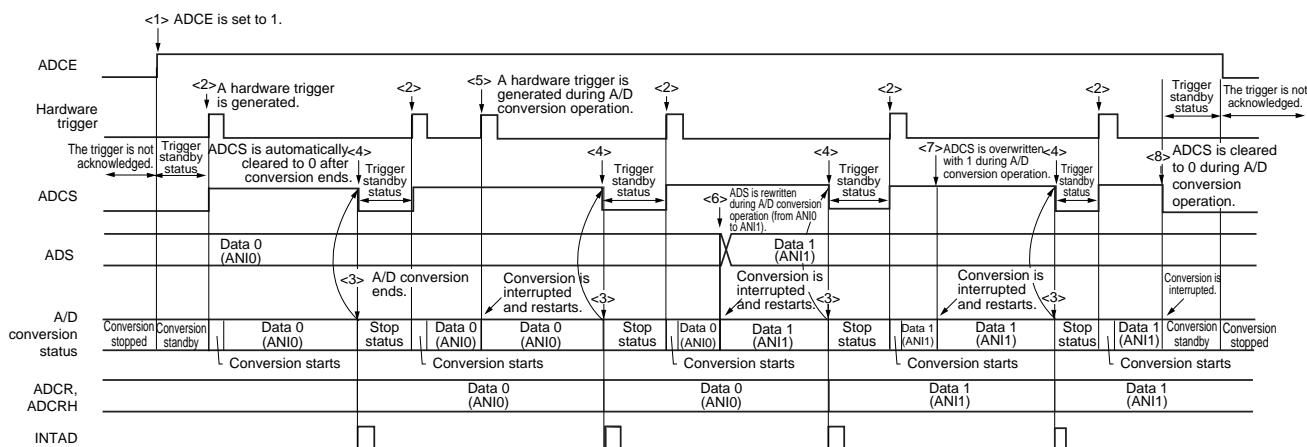 <1> ADCE is set to 1.
ADCE
<2> A hardware trigger
is generated.
<2>
<5> A hardware trigger is
generated during A/D
conversion operation.
<2>
<2>
<2>
Trigger
standby
status
The trigger is not
acknowledged.
Hardware
trigger
The trigger is not
acknowledged.
Trigger
standby
status
ADCS is automatically
cleared to 0 after
conversion ends.
<4>
Trigger
standby
status
<4>
Trigger
standby
status
<4>
Trigger
standby
status
<7> ADCS is overwritten
with 1 during A/D
conversion operation.
<4>
Trigger
standby
status
<8> ADCS is cleared
to 0 during A/D
conversion
operation.
ADCS
<6> ADS is rewritten
during A/D conversion
operation (from ANI0
to ANI1).
ADS
Data 0
(ANI0)
Data 1
(ANI1)
<3> A/D conversion
ends.
Conversion is
interrupted
and restarts.
<3>
Conversion is
interrupted
and restarts.
<3>
Conversion is
interrupted
and restarts.
<3>
Conversion is
interrupted.
A/D
conversion
status
Conversion
stopped
Conversion
standby
Data 0
(ANI0)
Stop
status
Data 0
(ANI0)
Data 0
(ANI0)
Stop
status
Data 0
(ANI0)
Data 1
(ANI1)
Stop
status
Data 1
(ANI1)
Data 1
(ANI1)
Stop
status
Data 1
(ANI1)
Conversion
standby
Conversion
stopped
Conversion starts
Conversion starts
Conversion starts
Conversion starts
Conversion starts
ADCR,
ADCRH
Data 0
(ANI0)
Data 0
(ANI0)
Data 1
(ANI1)
Data 1
(ANI1)
INTAD